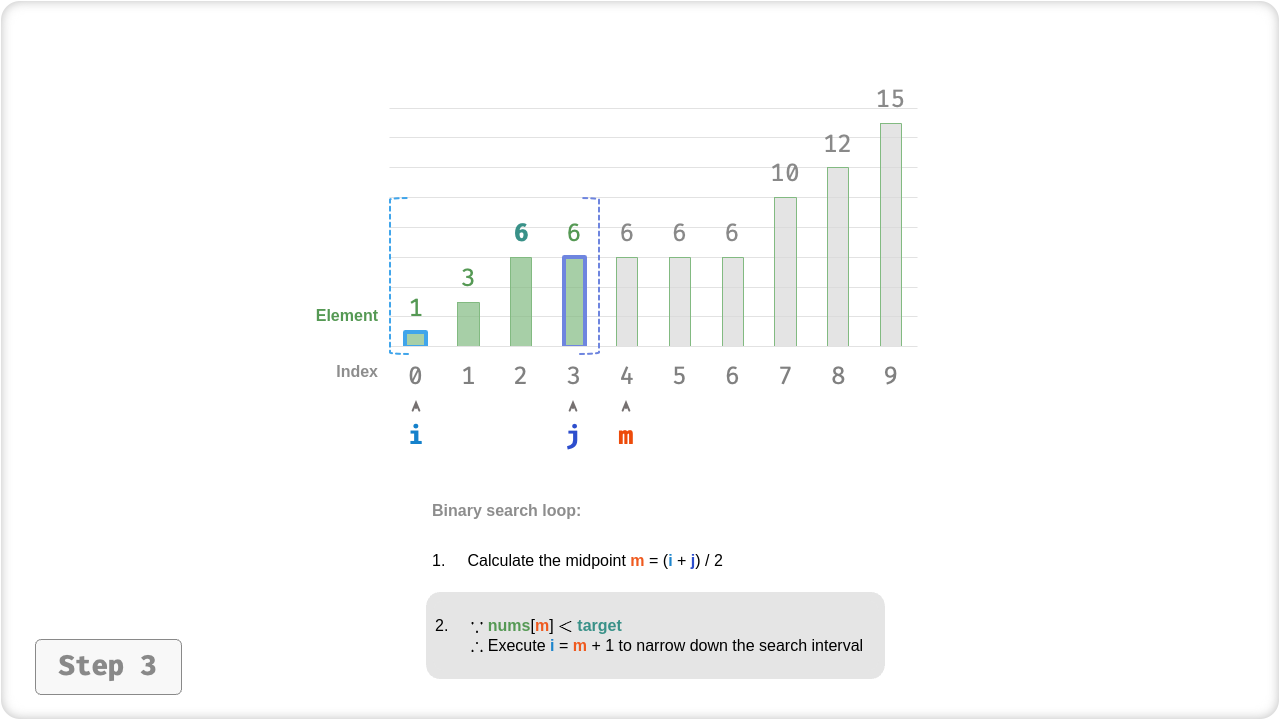 15
12
10
6 6 6 6 6
3
1
Element
Index 0 1 2 3 4 5 6 7 8 9
i j m
Binary search loop:
1. Calculate the midpoint m = (i + j) / 2
2. ∵ nums[m] < target
∴ Execute i = m + 1 to narrow down the search interval
Step 3